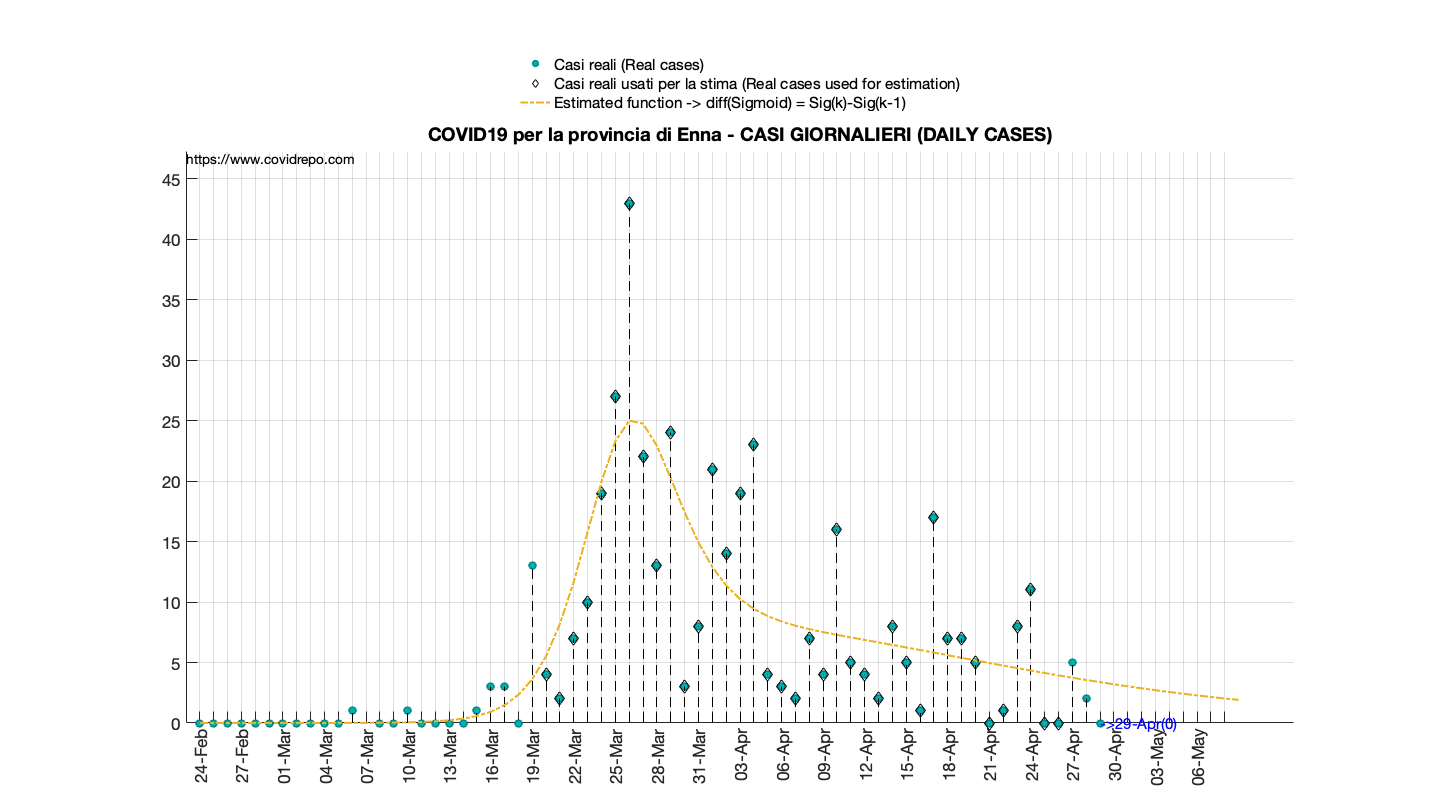 Casi reali (Real cases)
Casi reali usati per la stima (Real cases used for estimation)
Estimated function -> diff(Sigmoid) = Sig(k)-Sig(k-1)
COVID19 per la provincia di Enna - CASI GIORNALIERI (DAILY CASES)
https://www.covidrepo.com
45
40
35
30
25
20
15
10
5
0
->29-Apr(0)
24-Feb
27-Feb
01-Mar
04-Mar
07-Mar
10-Mar
13-Mar
16-Mar
19-Mar
22-Mar
25-Mar
28-Mar
31-Mar
03-Apr
06-Apr
09-Apr
12-Apr
15-Apr
18-Apr
21-Apr
24-Apr
27-Apr
30-Apr
03-May
06-May